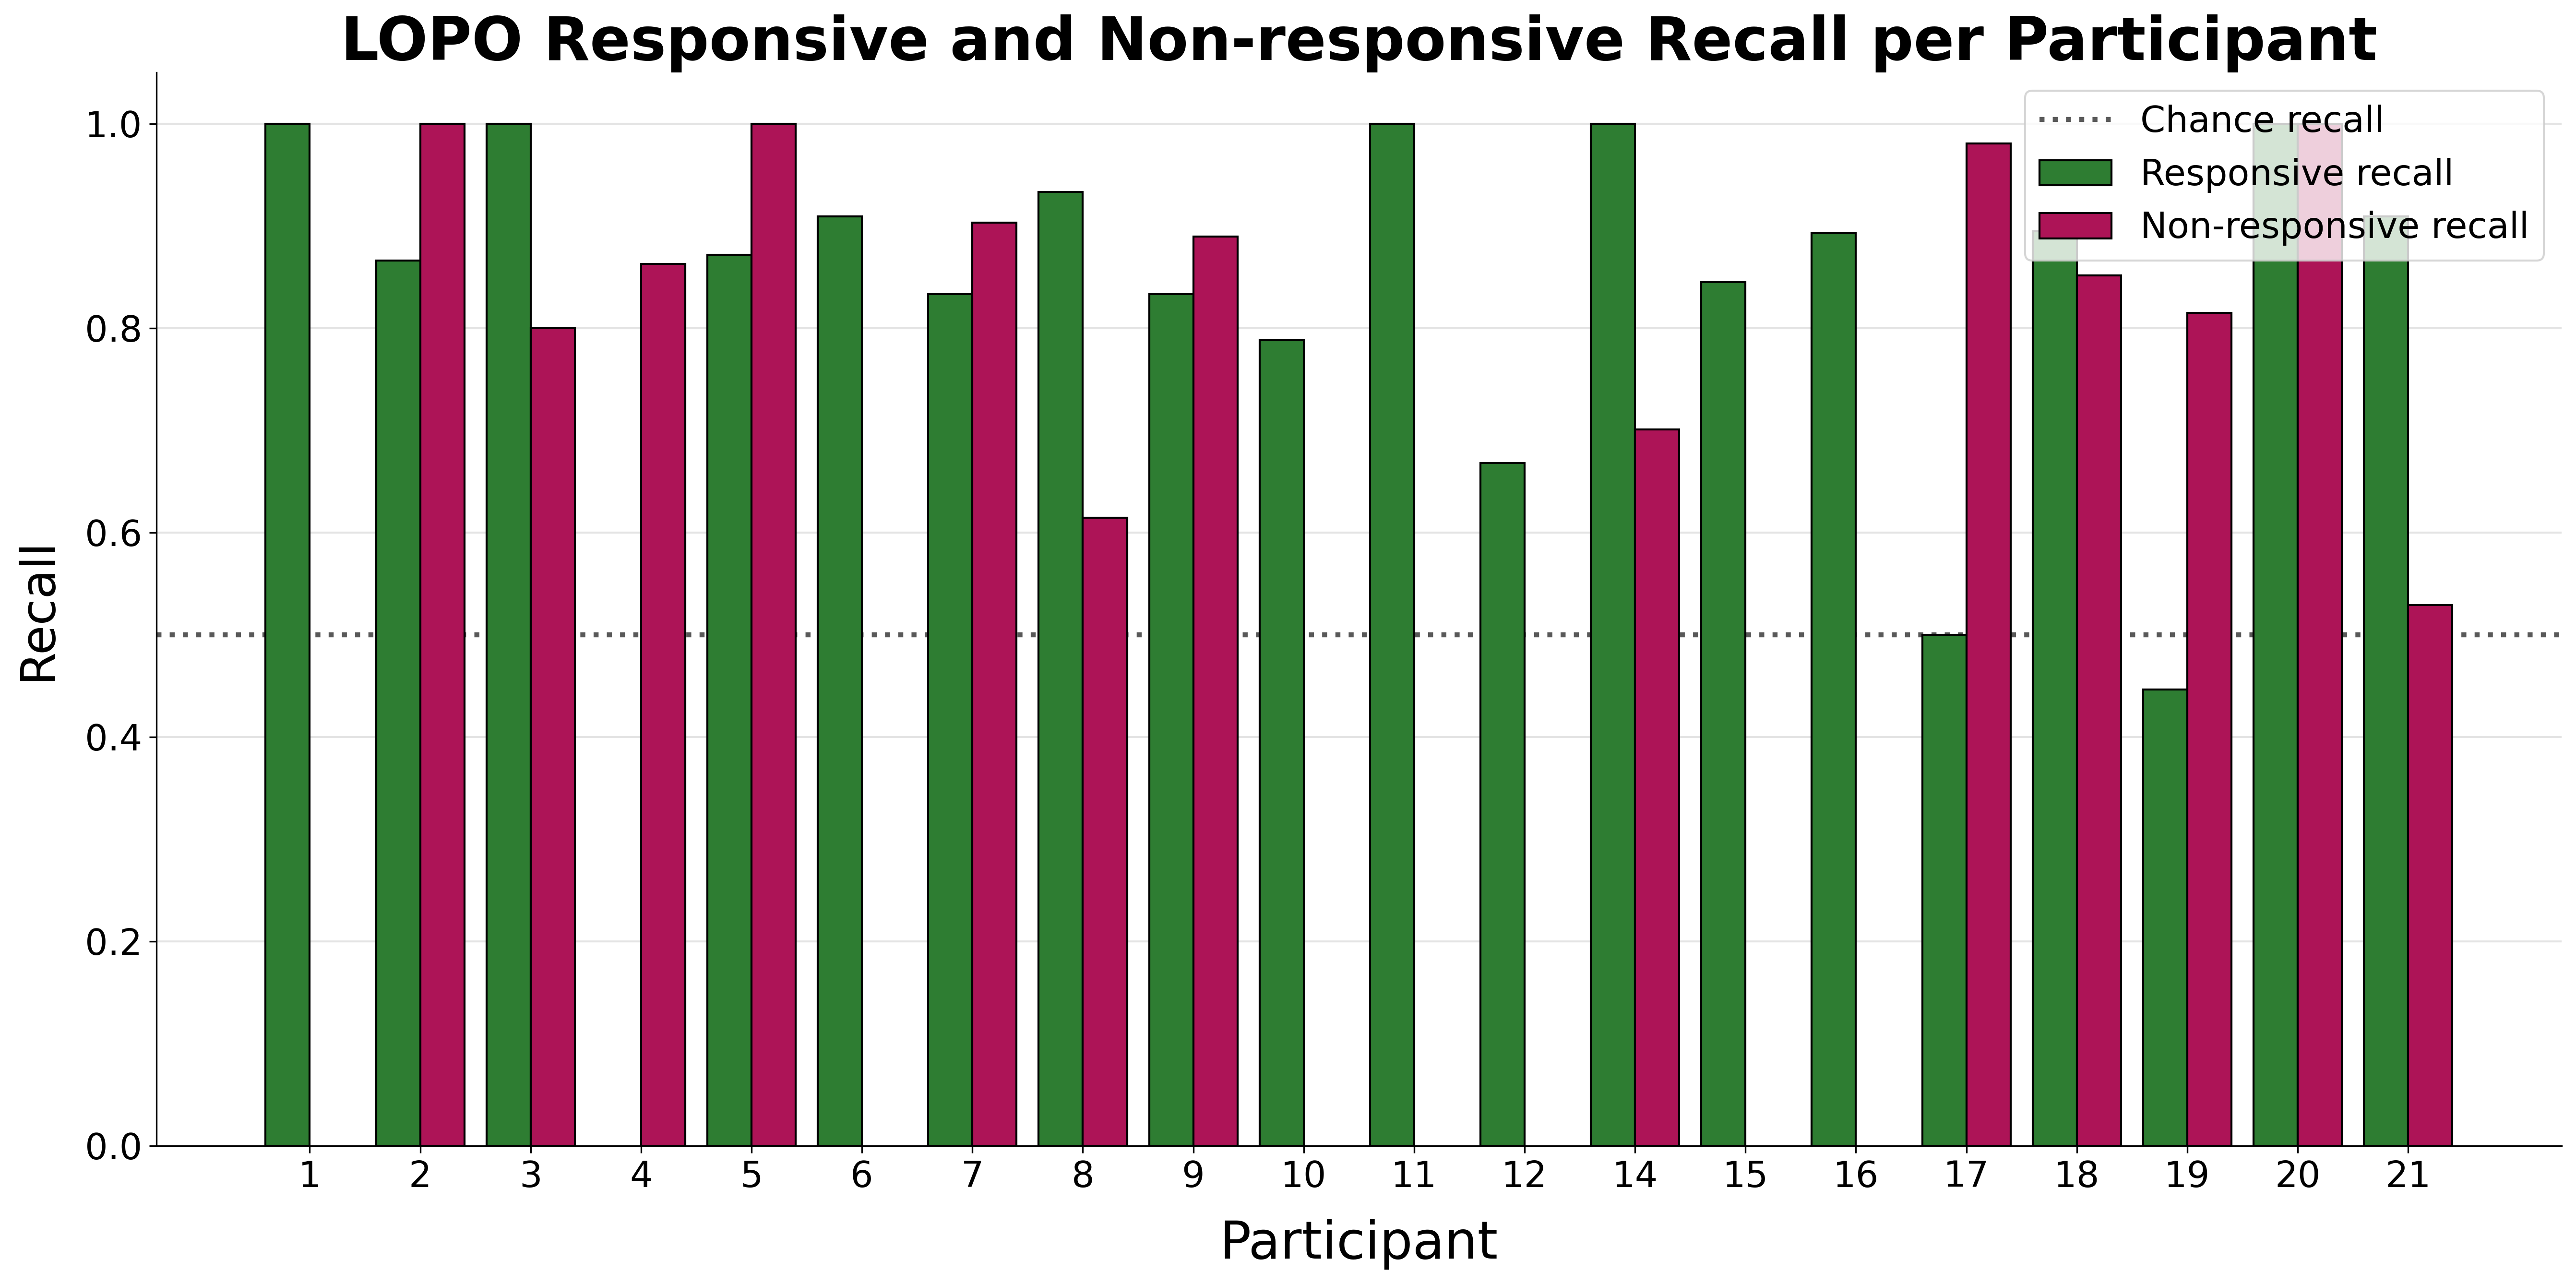 LOPO Responsive and Non-responsive Recall per Participant
Chance recall
Responsive recall
Non-responsive recall
1.0
0.8
0.6
0.4
0.2
0.0
Recall
1 2 3 4 5 6 7 8 9 10 11 12 14 15 16 17 18 19 20 21
Participant